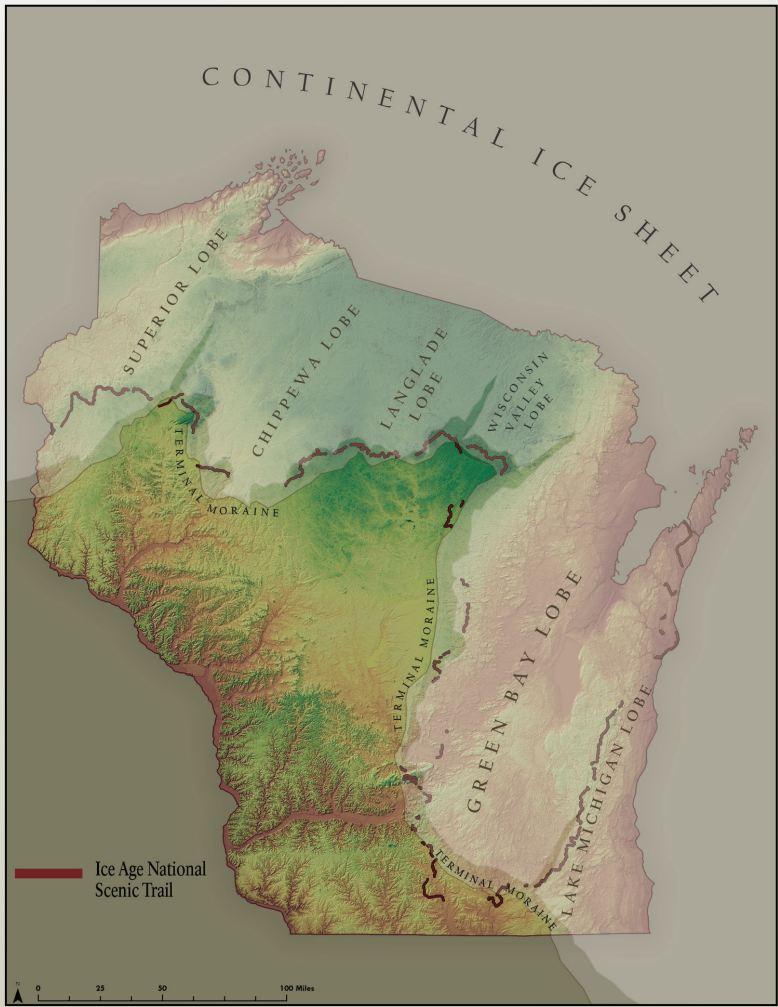 CONTINENTAL ICE SHEET
SUPERIOR LOBE
CHIPPEWA LOBE
LANGLADE
LOBE
WISCONSIN
VALLEY
LOBE
TERMINAL MORAINE
TERMINAL MORAINE
GREEN BAY LOBE
LAKE MICHIGAN LOBE
TERMINAL MORAINE
Ice Age National
Scenic Trail
N
0 25 50 100 Miles